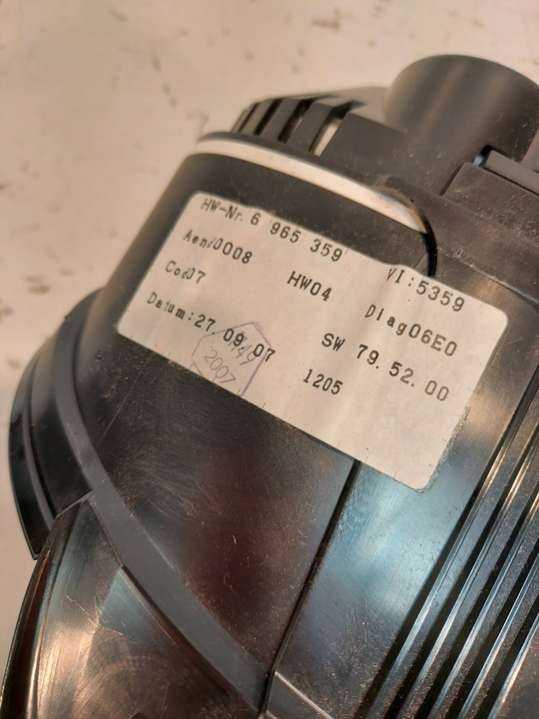 HW-Nr. 6 965 359 VI:5359
Aend0008 HW04 Diag06E0
Cod07 SW 79.52.00
Datum:27.09.07 1205
2007